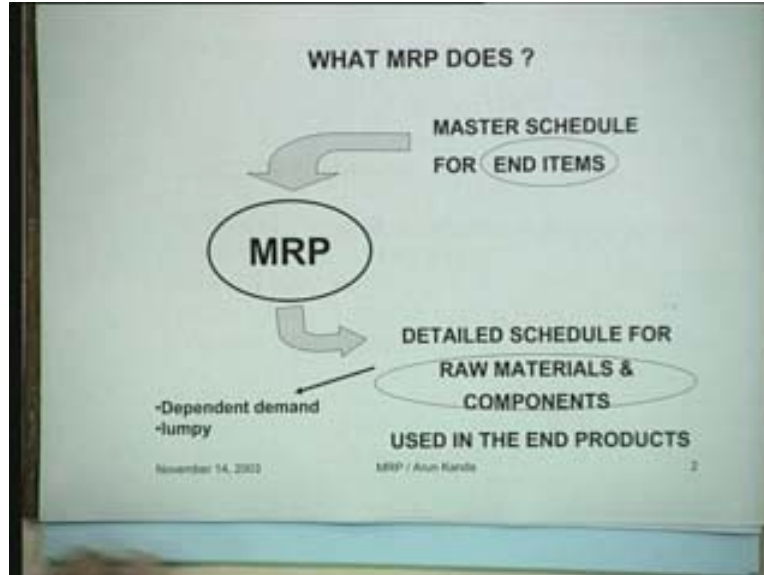 WHAT MRP DOES ?
MASTER SCHEDULE
FOR END ITEMS
MRP
DETAILED SCHEDULE FOR
RAW MATERIALS &
COMPONENTS
USED IN THE END PRODUCTS
•Dependent demand
•lumpy
November 14, 2003
MRP / Arun Kanda
2